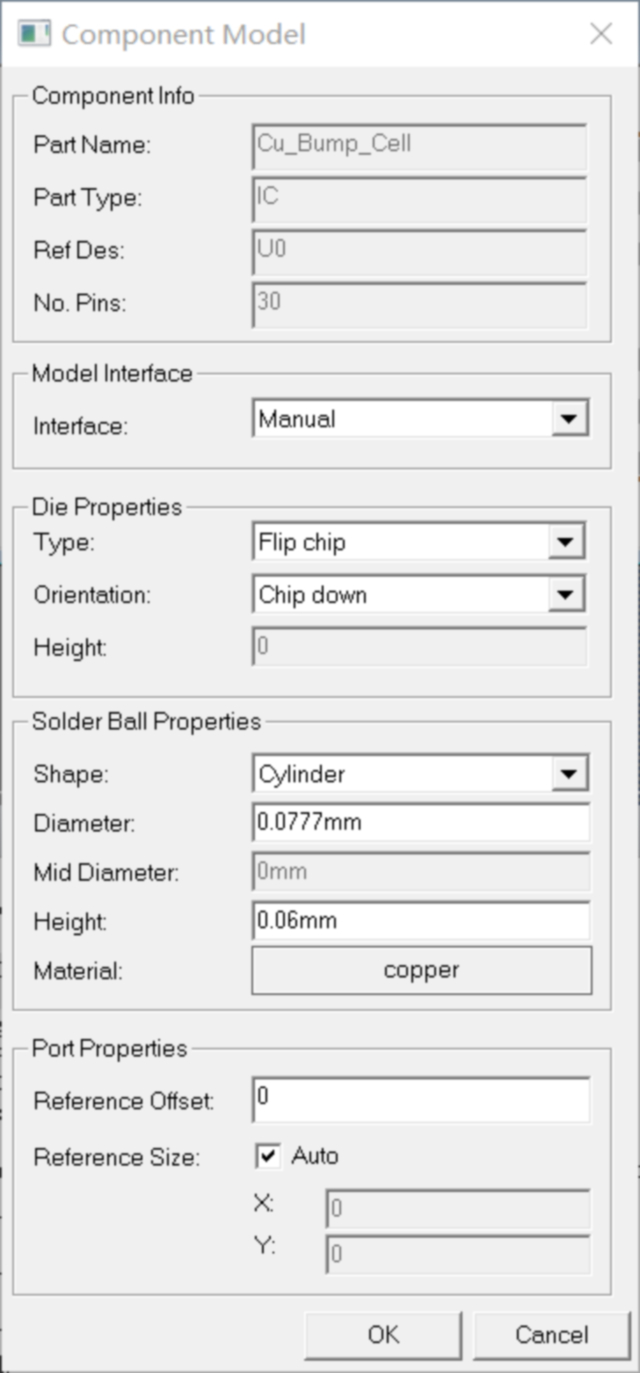 Component Model
Component Info
Part Name: Cu_Bump_Cell
Part Type: IC
Ref Des: U0
No. Pins: 30
Model Interface
Interface: Manual
Die Properties
Type: Flip chip
Orientation: Chip down
Height: 0
Solder Ball Properties
Shape: Cylinder
Diameter: 0.0777mm
Mid Diameter: 0mm
Height: 0.06mm
Material: copper
Port Properties
Reference Offset: 0
Reference Size: Auto
X: 0
Y: 0
OK Cancel